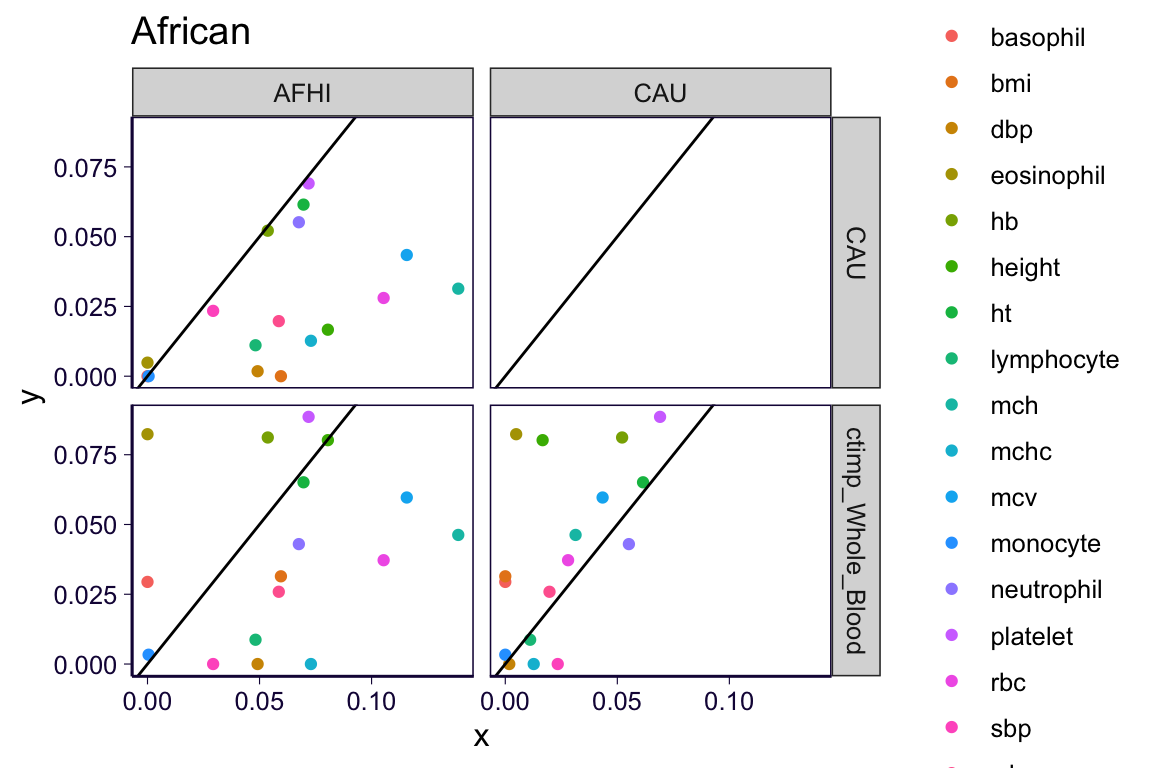 African
AFHI
CAU
CAU
ctimp_Whole_Blood
y
0.075
0.050
0.025
0.000
0.075
0.050
0.025
0.000
0.00
0.05
0.10
0.00
0.05
0.10
x
basophil
bmi
dbp
eosinophil
hb
height
ht
lymphocyte
mch
mchc
mcv
monocyte
neutrophil
platelet
rbc
sbp